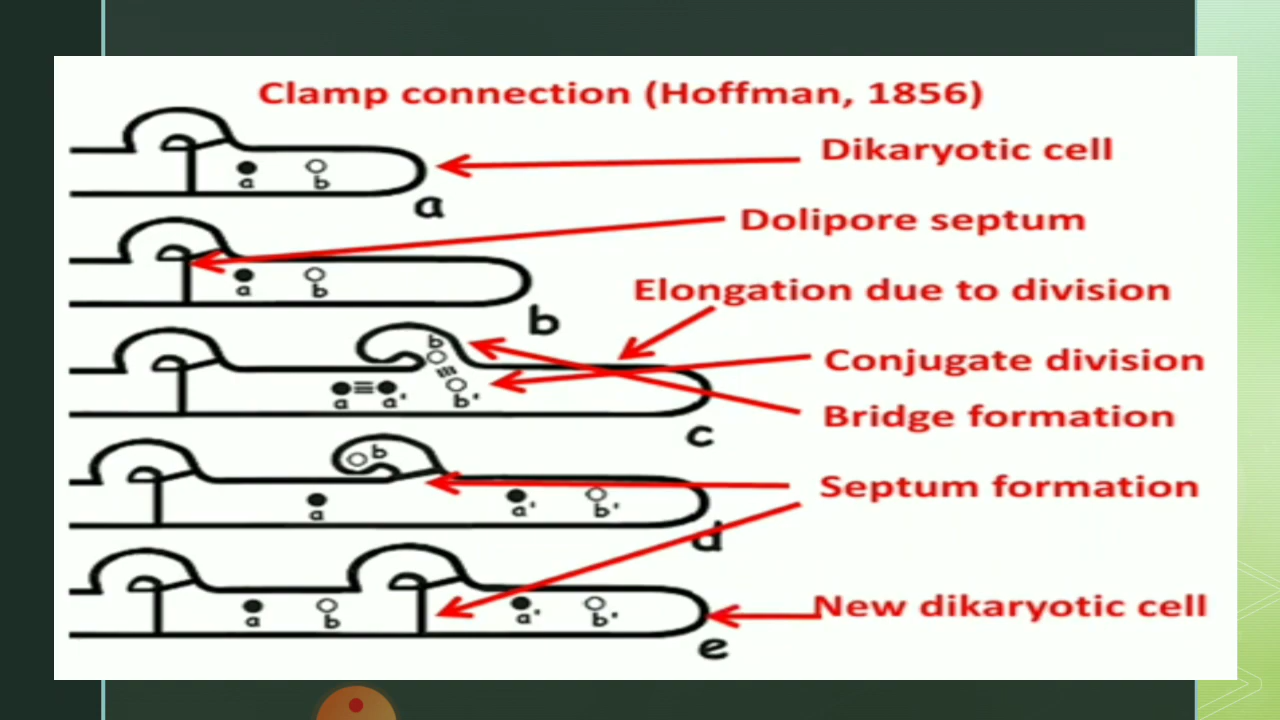 Clamp connection (Hoffman, 1856)
Dikaryotic cell
a b
a
Dolipore septum
a b
b
Elongation due to division
b
Conjugate division
a a' b'
Bridge formation
c
b
Septum formation
a a' b'
d
New dikaryotic cell
a b a' b'
e